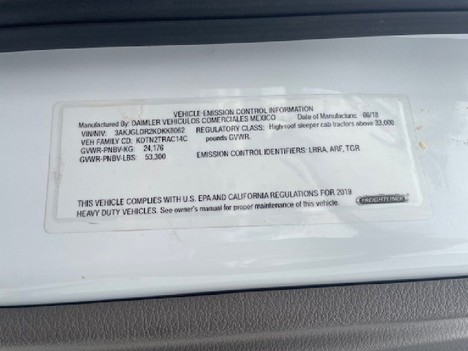 VEHICLE EMISSION CONTROL INFORMATION
Manufactured By: DAIMLER VEHICULOS COMERCIALES MEXICO Date of Manufacture: 06/18
VIN/NIV: 3AKJGLDR2KDKK8062 REGULATORY CLASS: High-roof sleeper cab tractors above 33,000 pounds GVWR.
VEH FAMILY CD: KDTN2TRAC14C
GVWR-PNBV-KG: 24,176
GVWR-PNBV-LBS: 53,300 EMISSION CONTROL IDENTIFIERS: LRRA, ARF, TGR
THIS VEHICLE COMPLIES WITH U.S. EPA AND CALIFORNIA REGULATIONS FOR 2019
HEAVY DUTY VEHICLES. See owner's manual for proper maintenance of this vehicle.
FREIGHTLINER